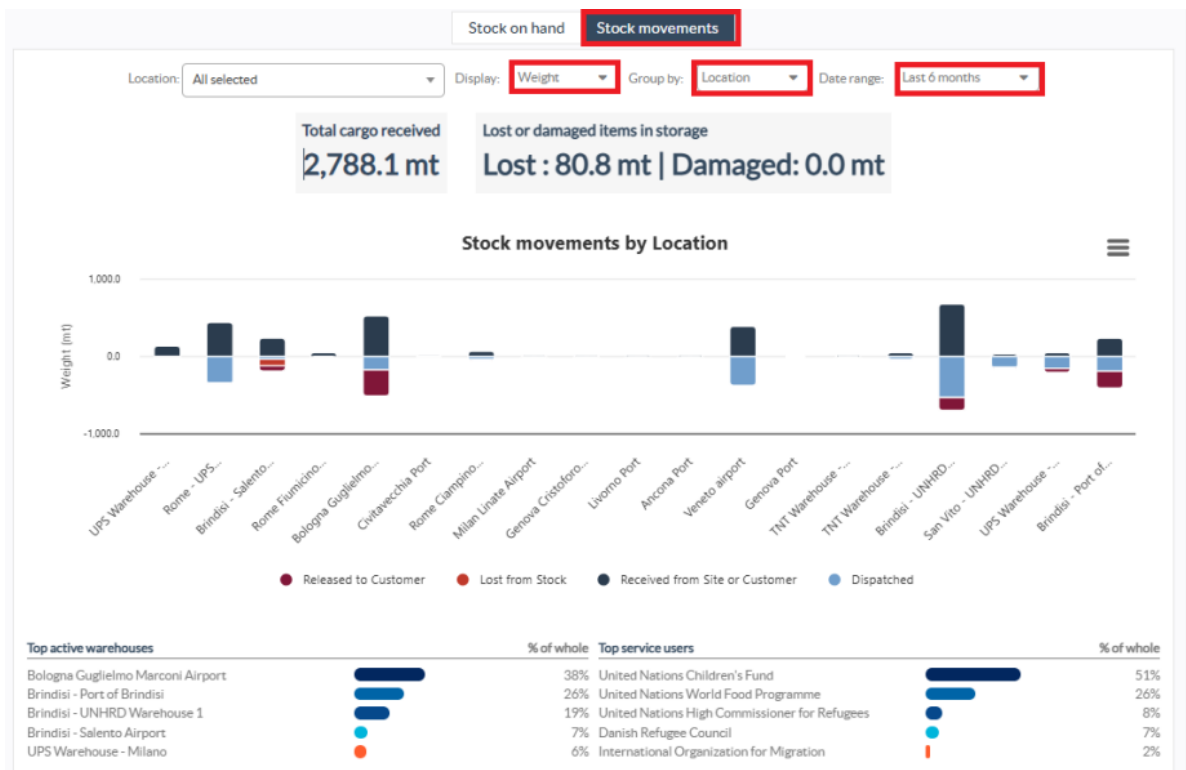 Stock on hand Stock movements
Location: All selected Display: Weight Group by: Location Date range: Last 6 months
Total cargo received
2,788.1 mt
Lost or damaged items in storage
Lost : 80.8 mt | Damaged: 0.0 mt
Stock movements by Location
1,000.0
0.0
-1,000.0
Weight (mt)
UPS Warehouse -...
Rome - UPS...
Brindisi - Salento...
Rome Fiumicino...
Bologna Guglielmo...
Civitavecchia Port
Rome Ciampino...
Milan Linate Airport
Genova Cristoforo...
Livorno Port
Ancona Port
Veneto airport
Genova Port
TNT Warehouse -...
TNT Warehouse -...
Brindisi - UNHRD...
San Vito - UNHRD...
UPS Warehouse -...
Brindisi - Port of...
Released to Customer Lost from Stock Received from Site or Customer Dispatched
Top active warehouses % of whole
Bologna Guglielmo Marconi Airport 38%
Brindisi - Port of Brindisi 26%
Brindisi - UNHRD Warehouse 1 19%
Brindisi - Salento Airport 7%
UPS Warehouse - Milano 6%
Top service users % of whole
United Nations Children's Fund 51%
United Nations World Food Programme 26%
United Nations High Commissioner for Refugees 8%
Danish Refugee Council 7%
International Organization for Migration 2%